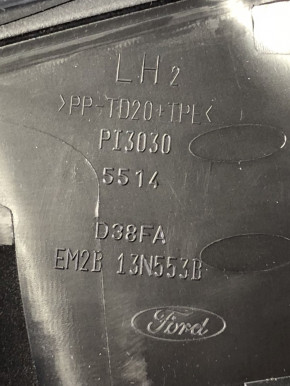 LH 2
>PP-TD20+TPE<
PI3030
5514
D38FA
EM2B 13N553B
Ford